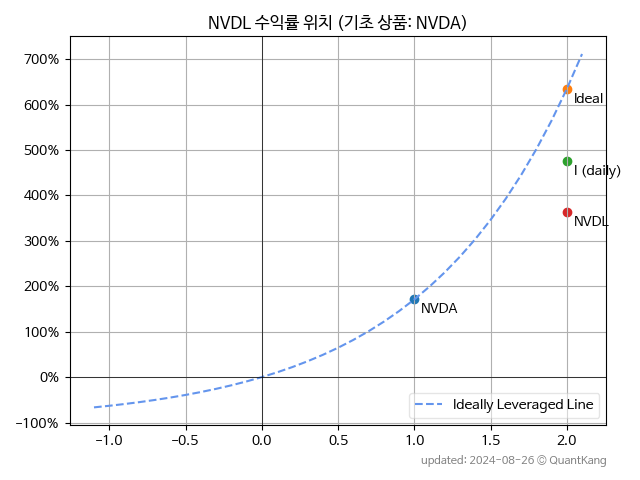 NVDL 수익률 위치 (기초 상품: NVDA)
700%
600%
500%
400%
300%
200%
100%
0%
−100%
Ideal
I (daily)
NVDL
NVDA
Ideally Leveraged Line
−1.0
−0.5
0.0
0.5
1.0
1.5
2.0
updated: 2024-08-26 © QuantKang